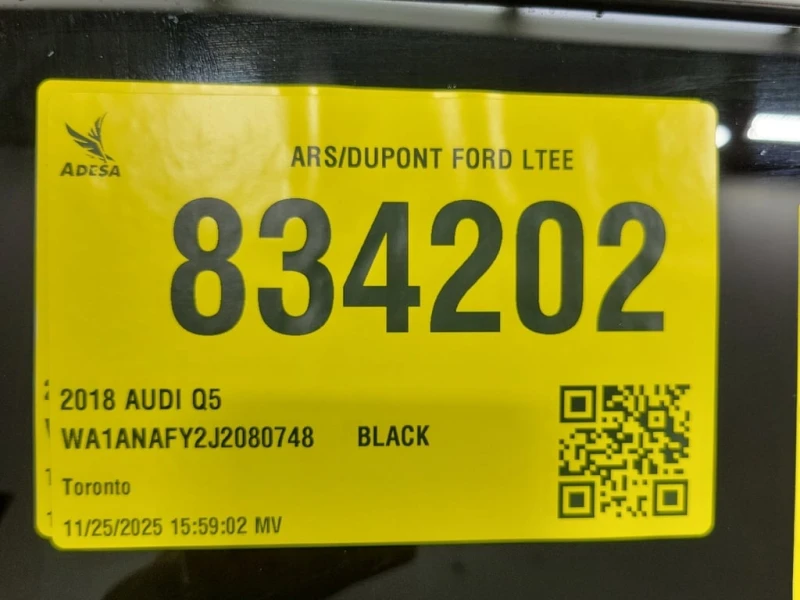 ADESA
ARS/DUPONT FORD LTEE
834202
2018 AUDI Q5
WA1ANAFY2J2080748 BLACK
Toronto
11/25/2025 15:59:02 MV